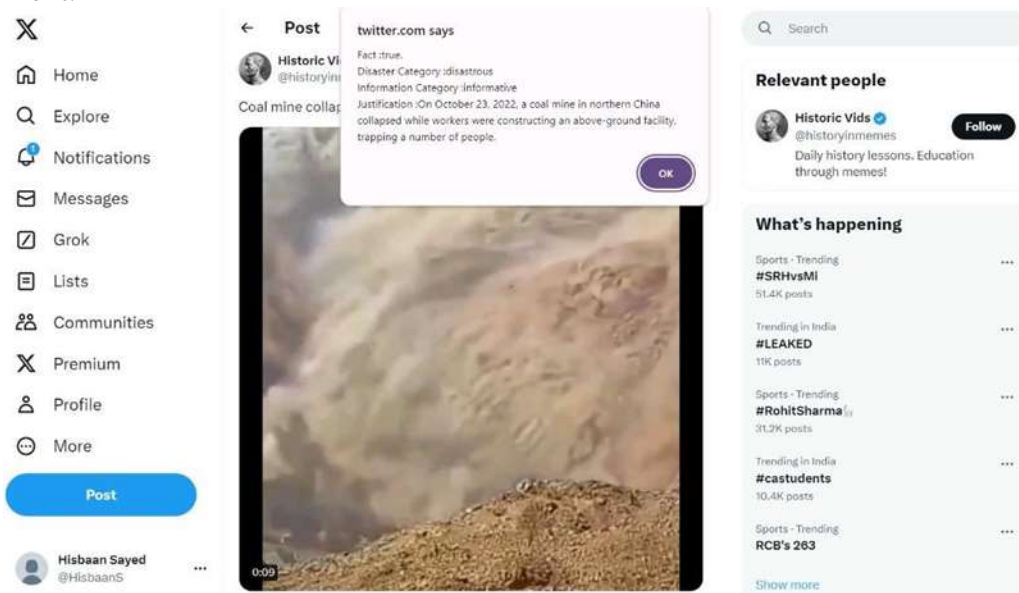 Home
Explore
Notifications
Messages
Grok
Lists
Communities
Premium
Profile
More
Post
Hisbaan Sayed
@HisbaanS
Post
Historic Vi
@historyin
Coal mine collap
twitter.com says
Fact :true.
Disaster Category :disastrous
Information Category :informative
Justification :On October 23, 2022, a coal mine in northern China
collapsed while workers were constructing an above-ground facility,
trapping a number of people.
OK
0:09
Search
Relevant people
Historic Vids
@historyinmemes
Follow
Daily history lessons. Education
through memes!
What's happening
Sports · Trending
#SRHvsMI
51.4K posts
Trending in India
#LEAKED
11K posts
Sports · Trending
#RohitSharma
31.2K posts
Trending in India
#castudents
10.4K posts
Sports · Trending
RCB's 263
Show more